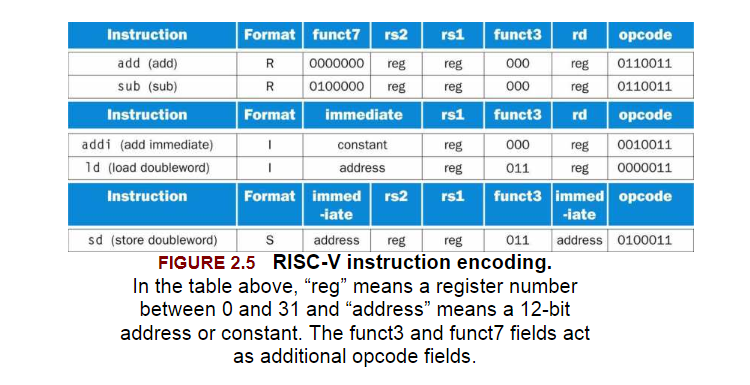 Instruction Format funct7 rs2 rs1 funct3 rd opcode
add (add) R 0000000 reg reg 000 reg 0110011
sub (sub) R 0100000 reg reg 000 reg 0110011
Instruction Format immediate rs1 funct3 rd opcode
addi (add immediate) I constant reg 000 reg 0010011
ld (load doubleword) I address reg 011 reg 0000011
Instruction Format immed rs2 rs1 funct3 immed opcode
-iate -iate
sd (store doubleword) S address reg reg 011 address 0100011
FIGURE 2.5 RISC-V instruction encoding.
In the table above, “reg” means a register number
between 0 and 31 and “address” means a 12-bit
address or constant. The funct3 and funct7 fields act
as additional opcode fields.